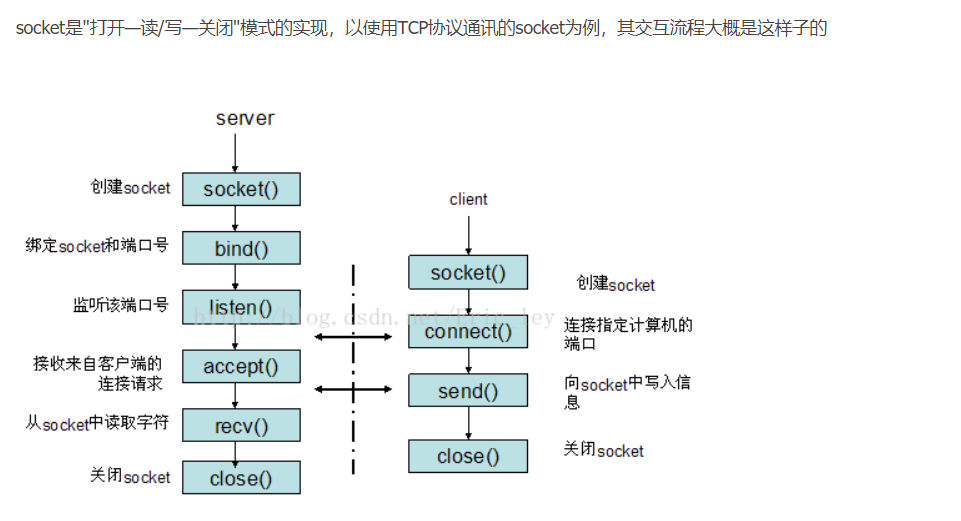 socket是"打开—读/写—关闭"模式的实现，以使用TCP协议通讯的socket为例，其交互流程大概是这样子的
server
创建socket
socket()
绑定socket和端口号
bind()
监听该端口号
listen()
接收来自客户端的
连接请求
accept()
从socket中读取字符
recv()
关闭socket
close()
client
socket()
创建socket
connect()
连接指定计算机的
端口
send()
向socket中写入信
息
close()
关闭socket